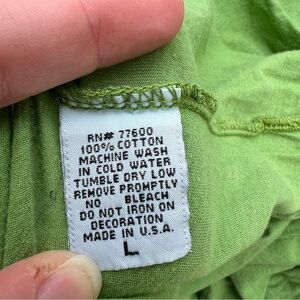 RN# 77600
100% COTTON
MACHINE WASH
IN COLD WATER
TUMBLE DRY LOW
REMOVE PROMPTLY
NO BLEACH
DO NOT IRON ON
DECORATION
MADE IN U.S.A.
L